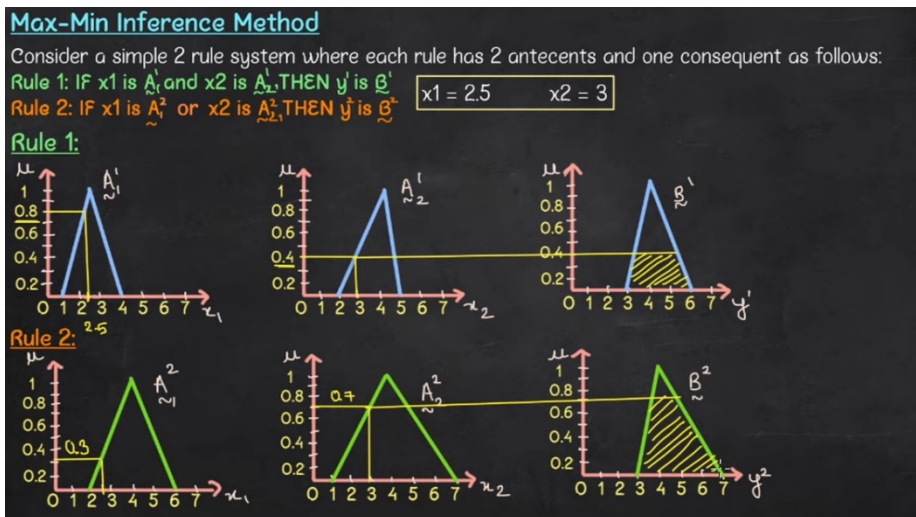 Max-Min Inference Method
Consider a simple 2 rule system where each rule has 2 antecents and one consequent as follows:
Rule 1: IF x1 is A₁¹ and x2 is A₂¹, THEN y¹ is B¹
Rule 2: IF x1 is A₁² or x2 is A₂², THEN y² is B²
x1 = 2.5 x2 = 3
Rule 1:
μ
1
0.8
0.6
0.4
0.2
0 1 2 3 4 5 6 7 x₁
2.5
A₁¹
μ
1
0.8
0.6
0.4
0.2
0 1 2 3 4 5 6 7 x₂
A₂¹
μ
1
0.8
0.6
0.4
0.2
0 1 2 3 4 5 6 7 y¹
B¹
Rule 2:
μ
1
0.8
0.6
0.4
0.2
0.3
0 1 2 3 4 5 6 7 x₁
A₁²
μ
1
0.8
0.6
0.4
0.2
0.7
0 1 2 3 4 5 6 7 x₂
A₂²
μ
1
0.8
0.6
0.4
0.2
0 1 2 3 4 5 6 7 y²
B²